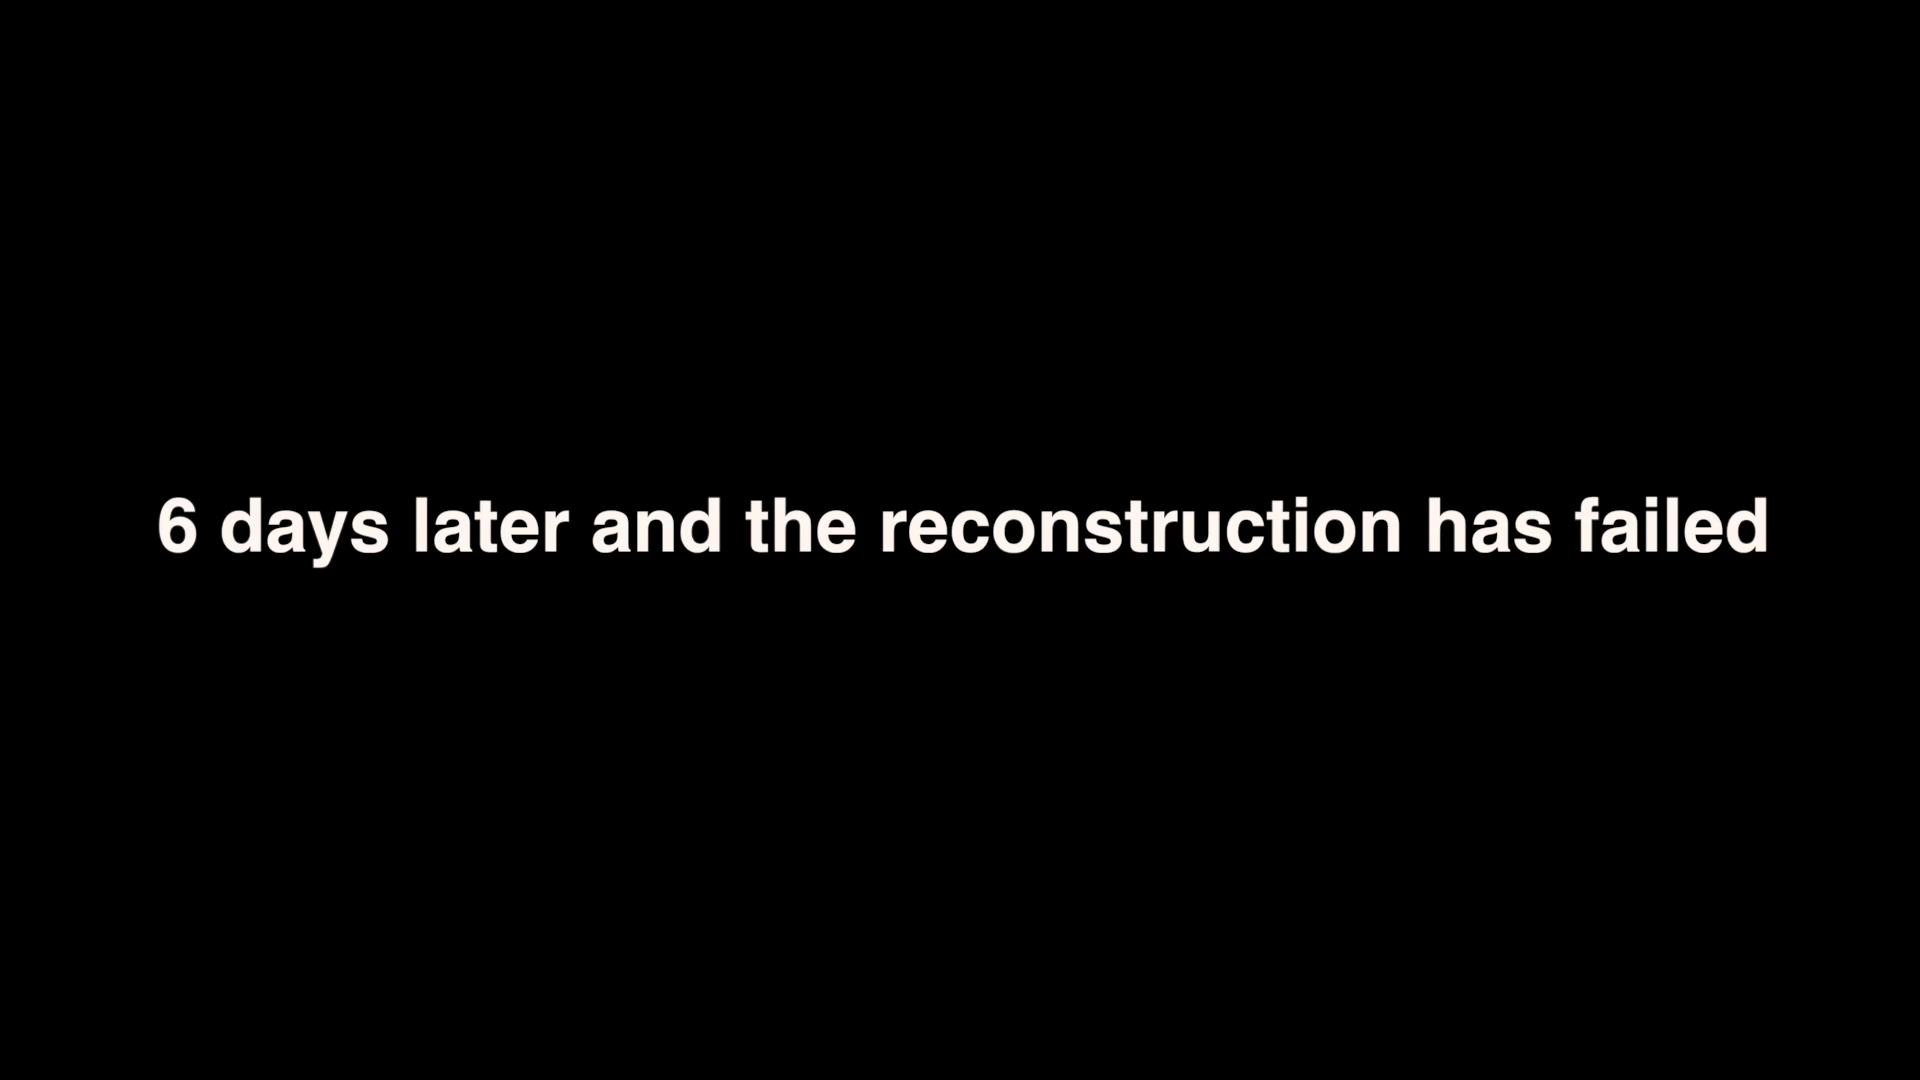 6 days later and the reconstruction has failed